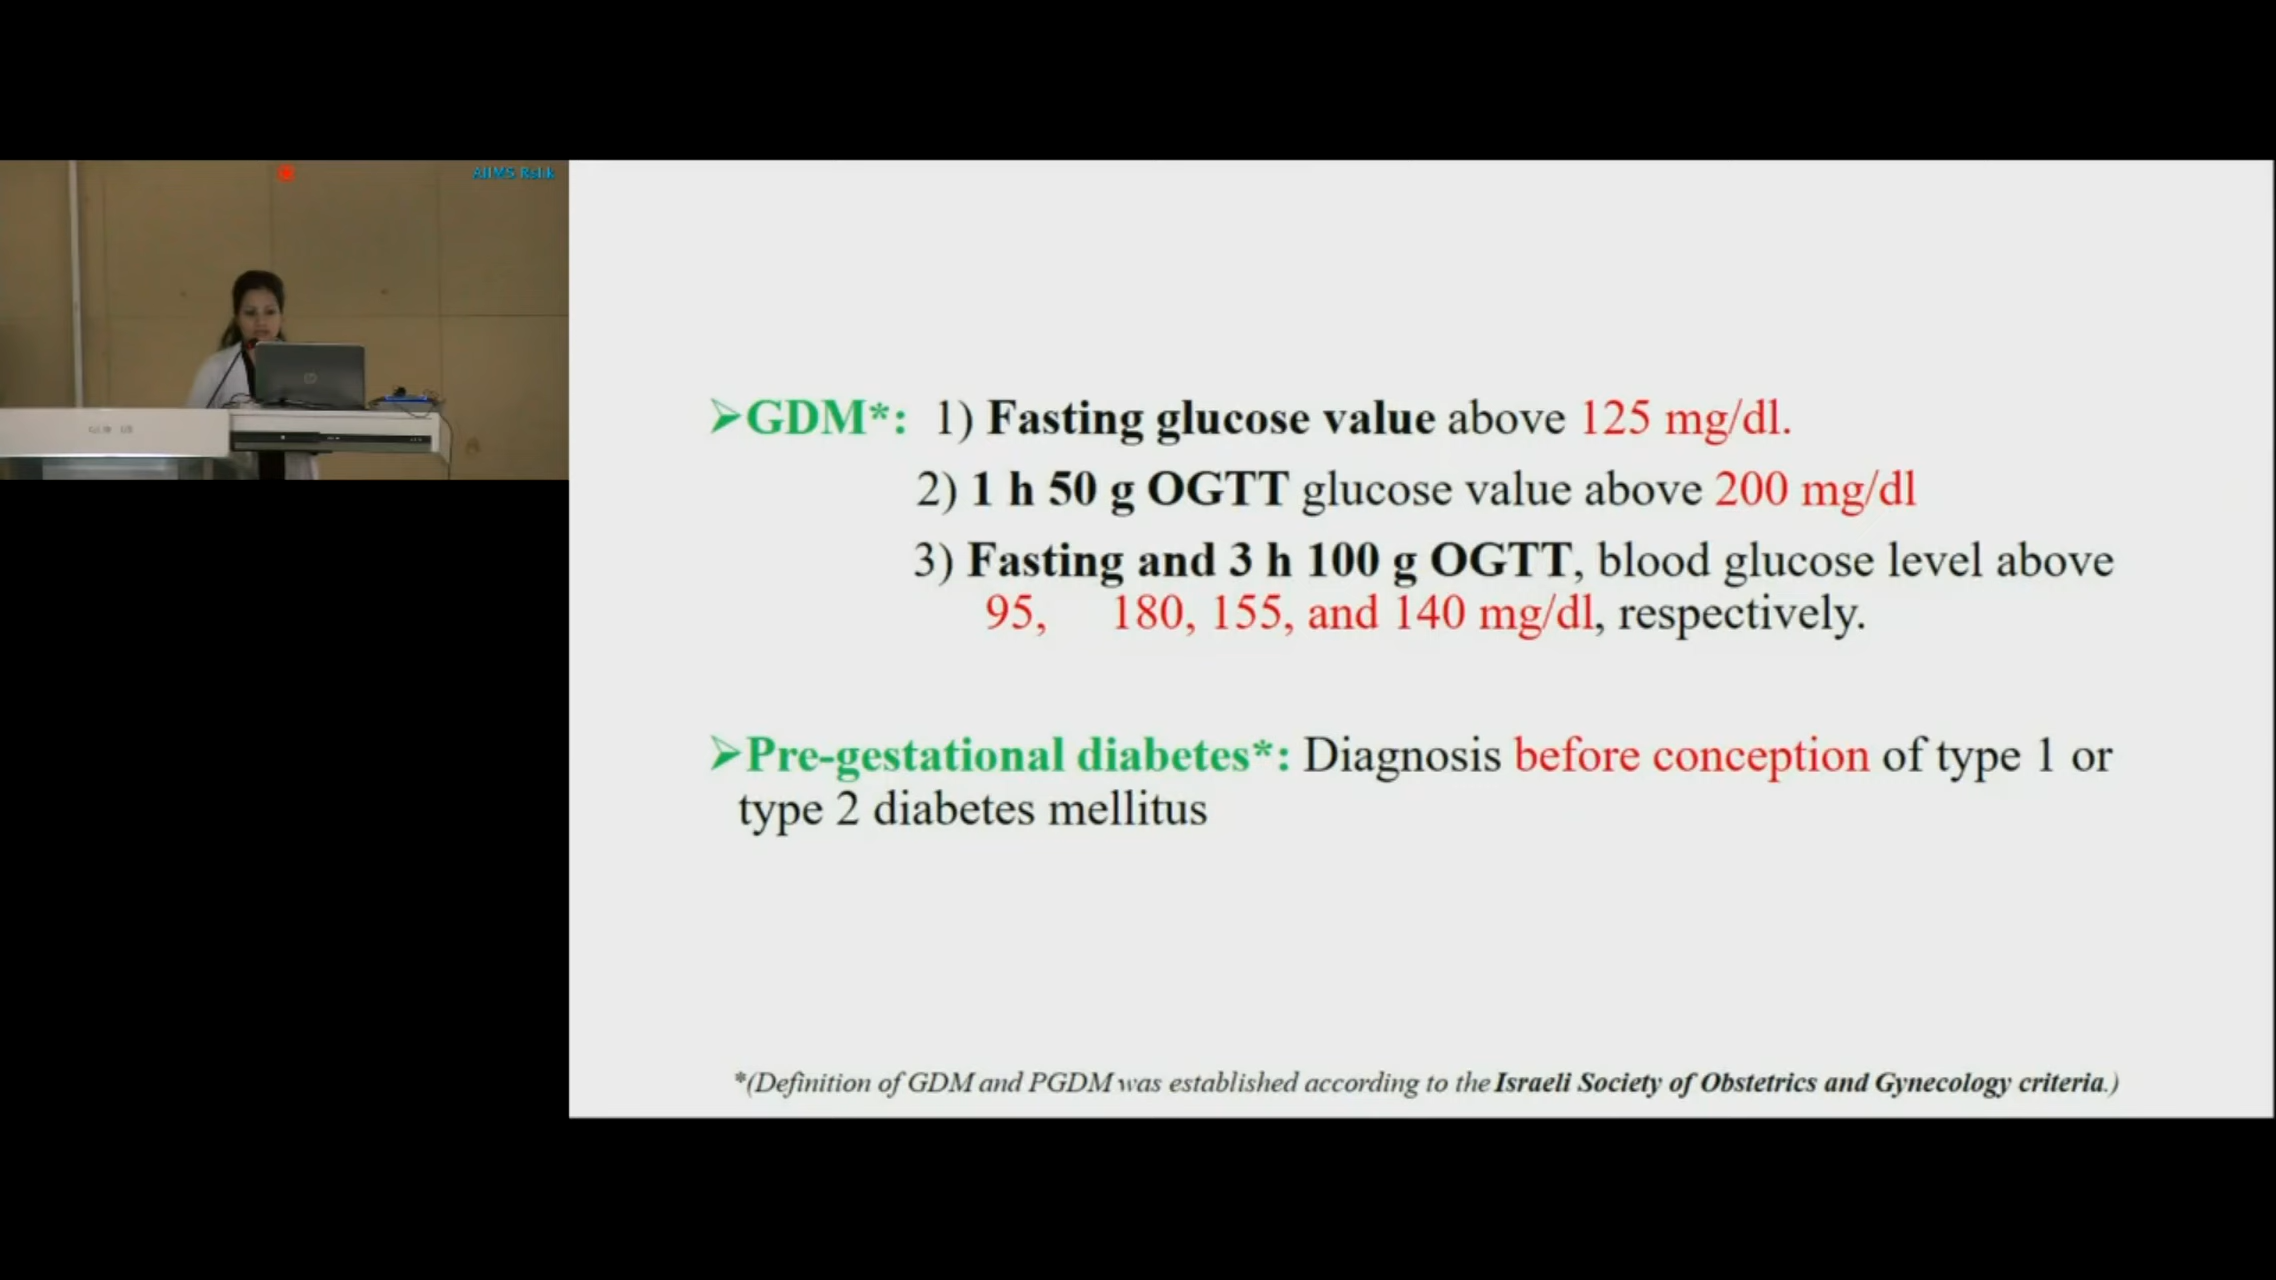 AIIMS Rsi.k
➢GDM*: 1) Fasting glucose value above 125 mg/dl.
2) 1 h 50 g OGTT glucose value above 200 mg/dl
3) Fasting and 3 h 100 g OGTT, blood glucose level above
95, 180, 155, and 140 mg/dl, respectively.
➢Pre-gestational diabetes*: Diagnosis before conception of type 1 or
type 2 diabetes mellitus
*(Definition of GDM and PGDM was established according to the Israeli Society of Obstetrics and Gynecology criteria.)